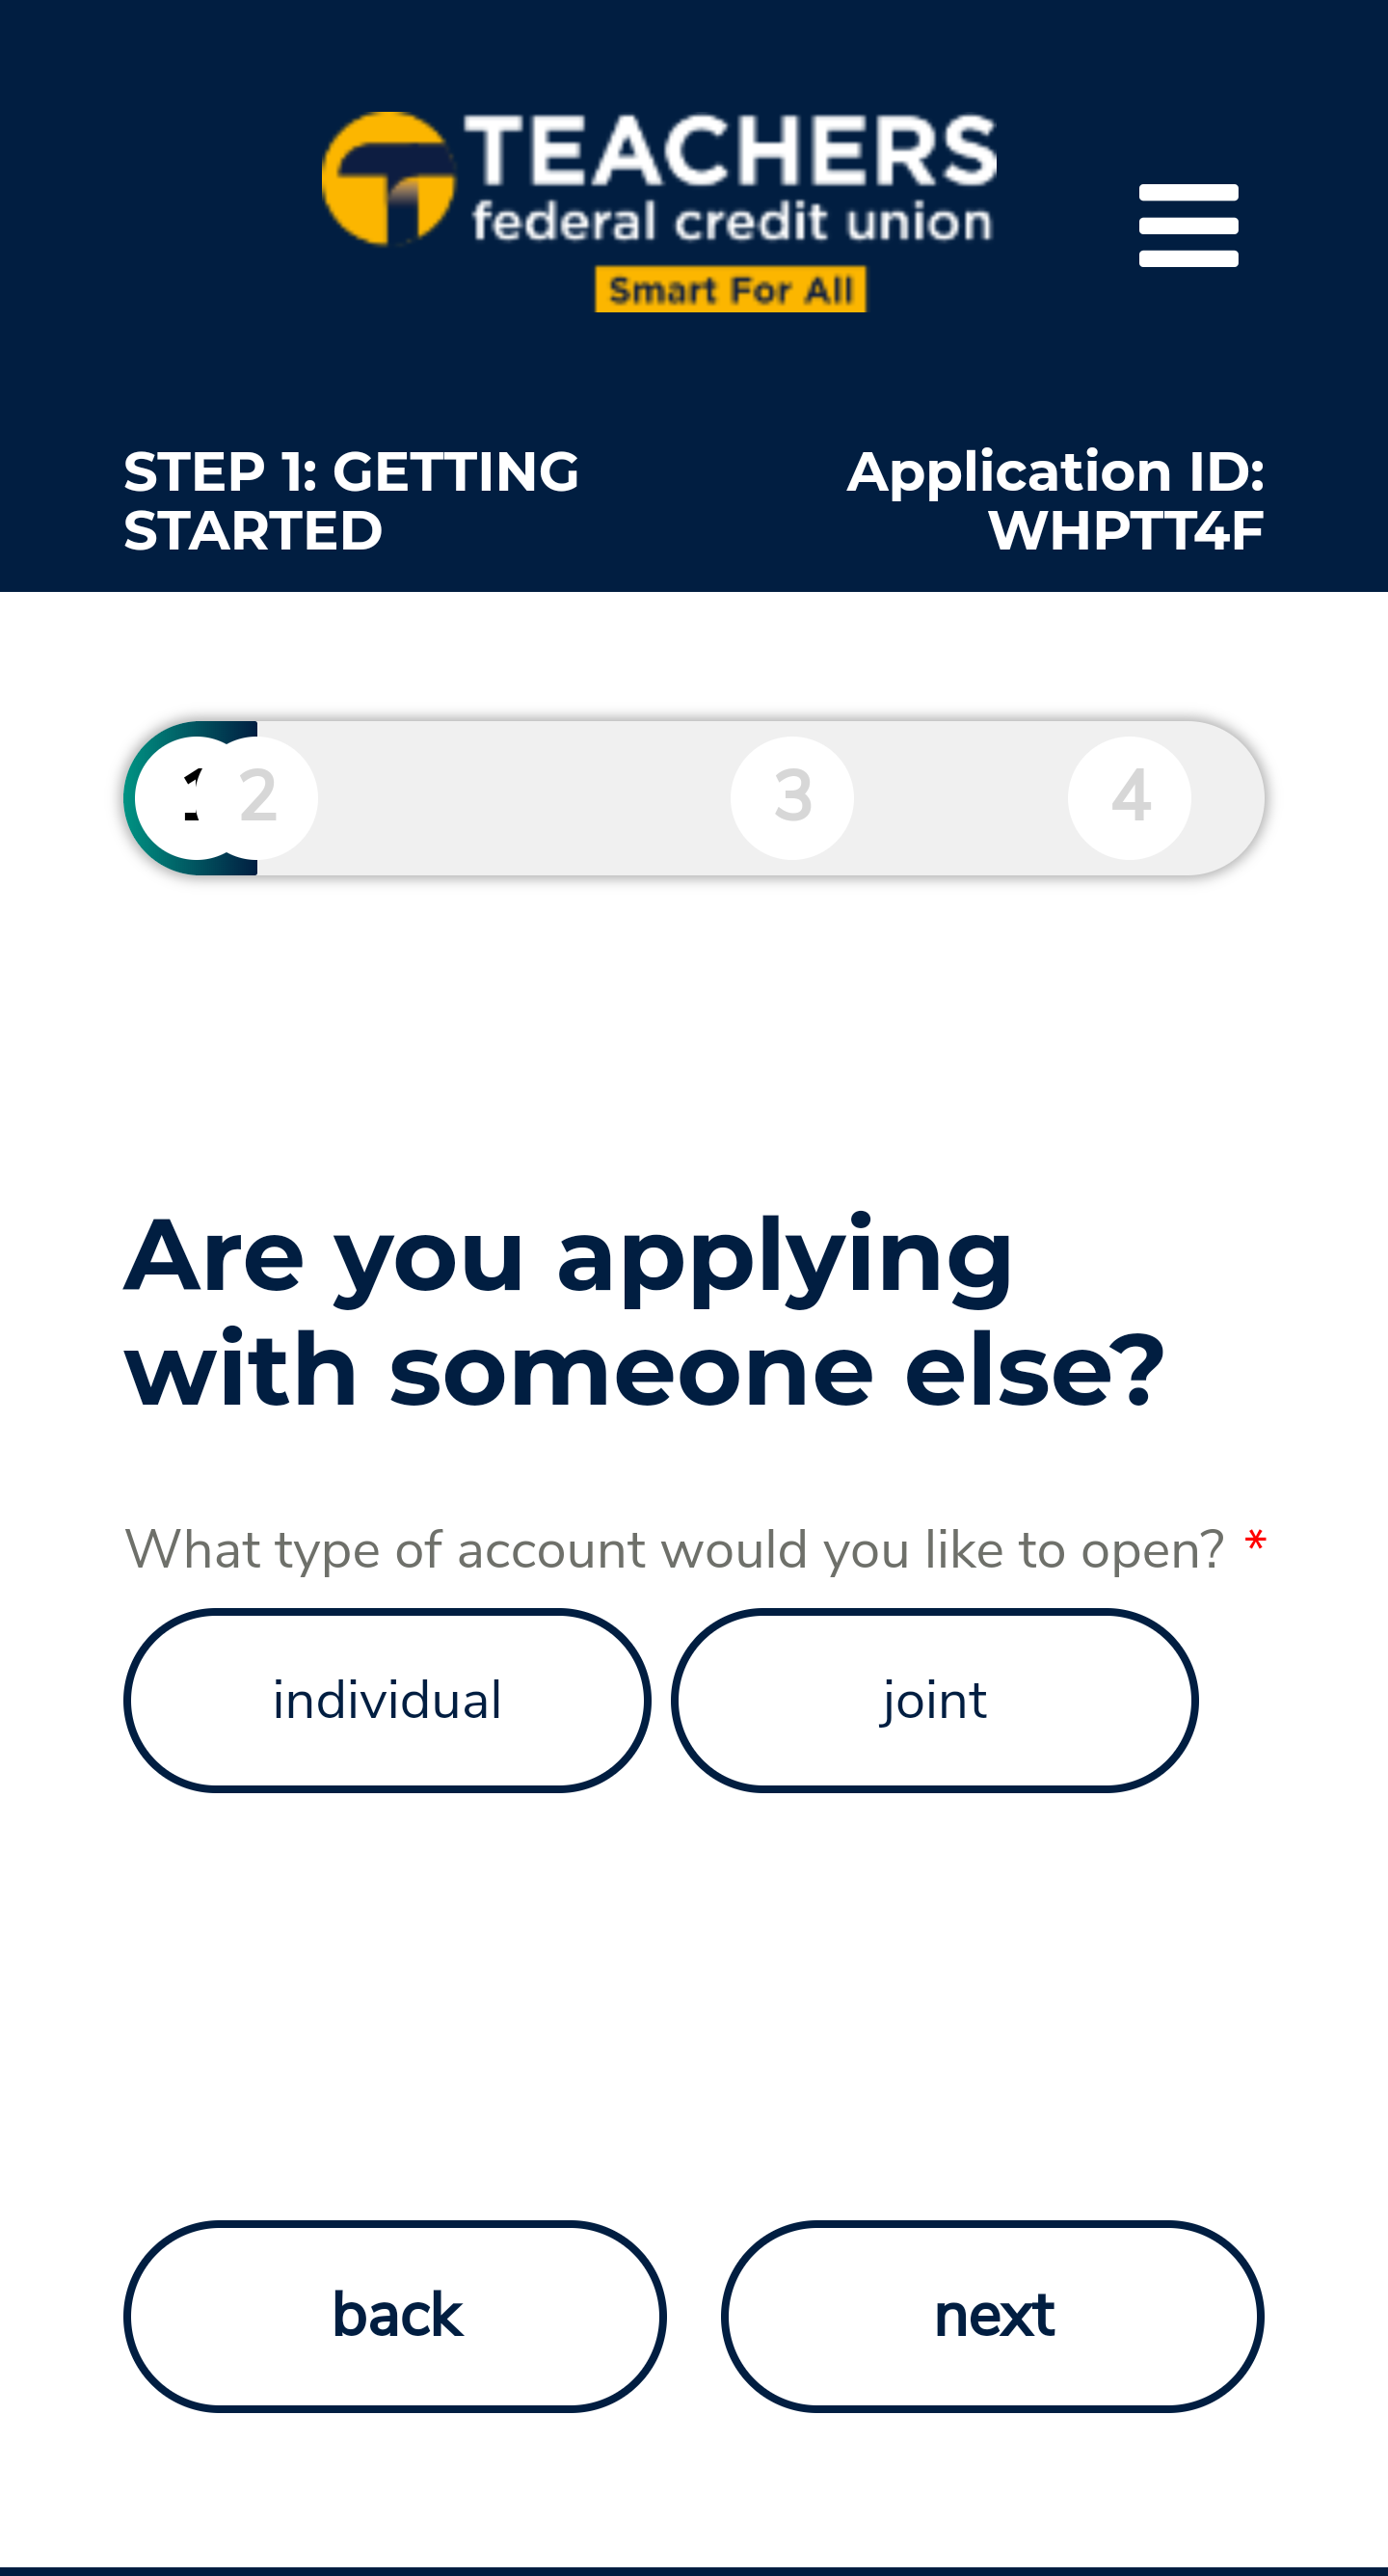 TEACHERS
federal credit union
Smart For All
STEP 1: GETTING
STARTED
Application ID:
WHPTT4F
1 2 3 4
Are you applying
with someone else?
What type of account would you like to open? *
individual joint
back next